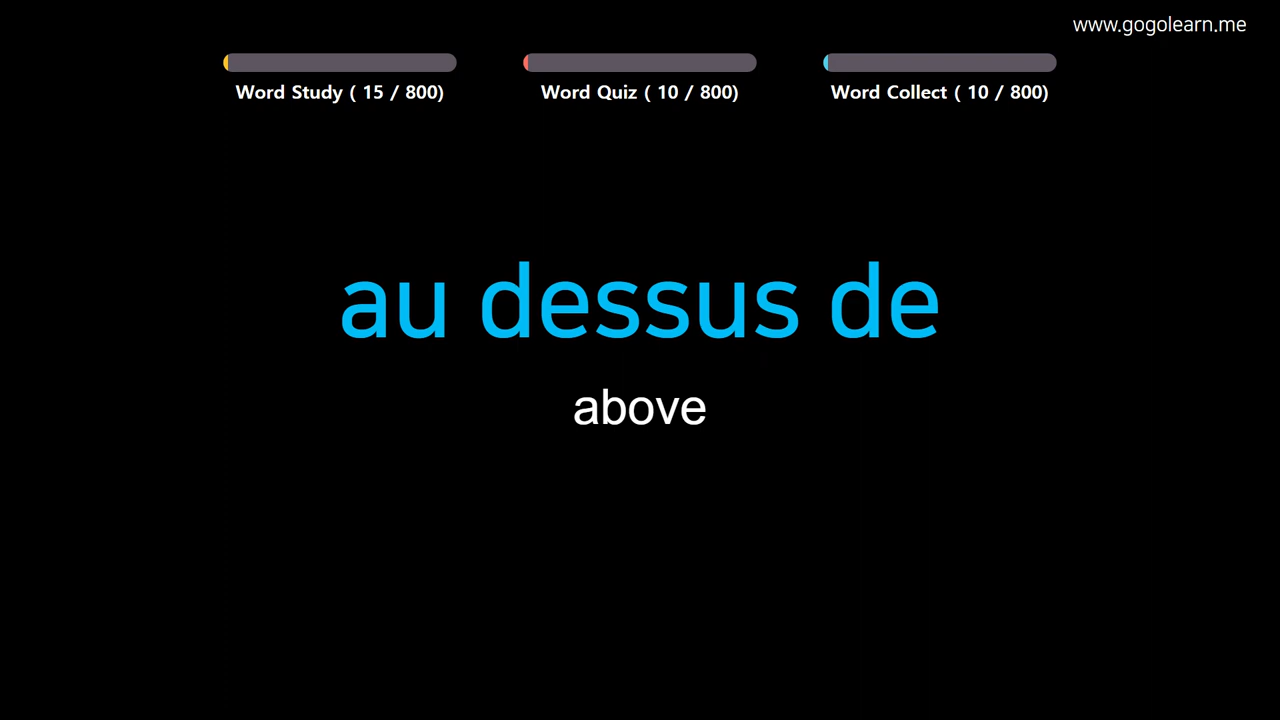 www.gogolearn.me
Word Study ( 15 / 800)
Word Quiz ( 10 / 800)
Word Collect ( 10 / 800)
au dessus de
above